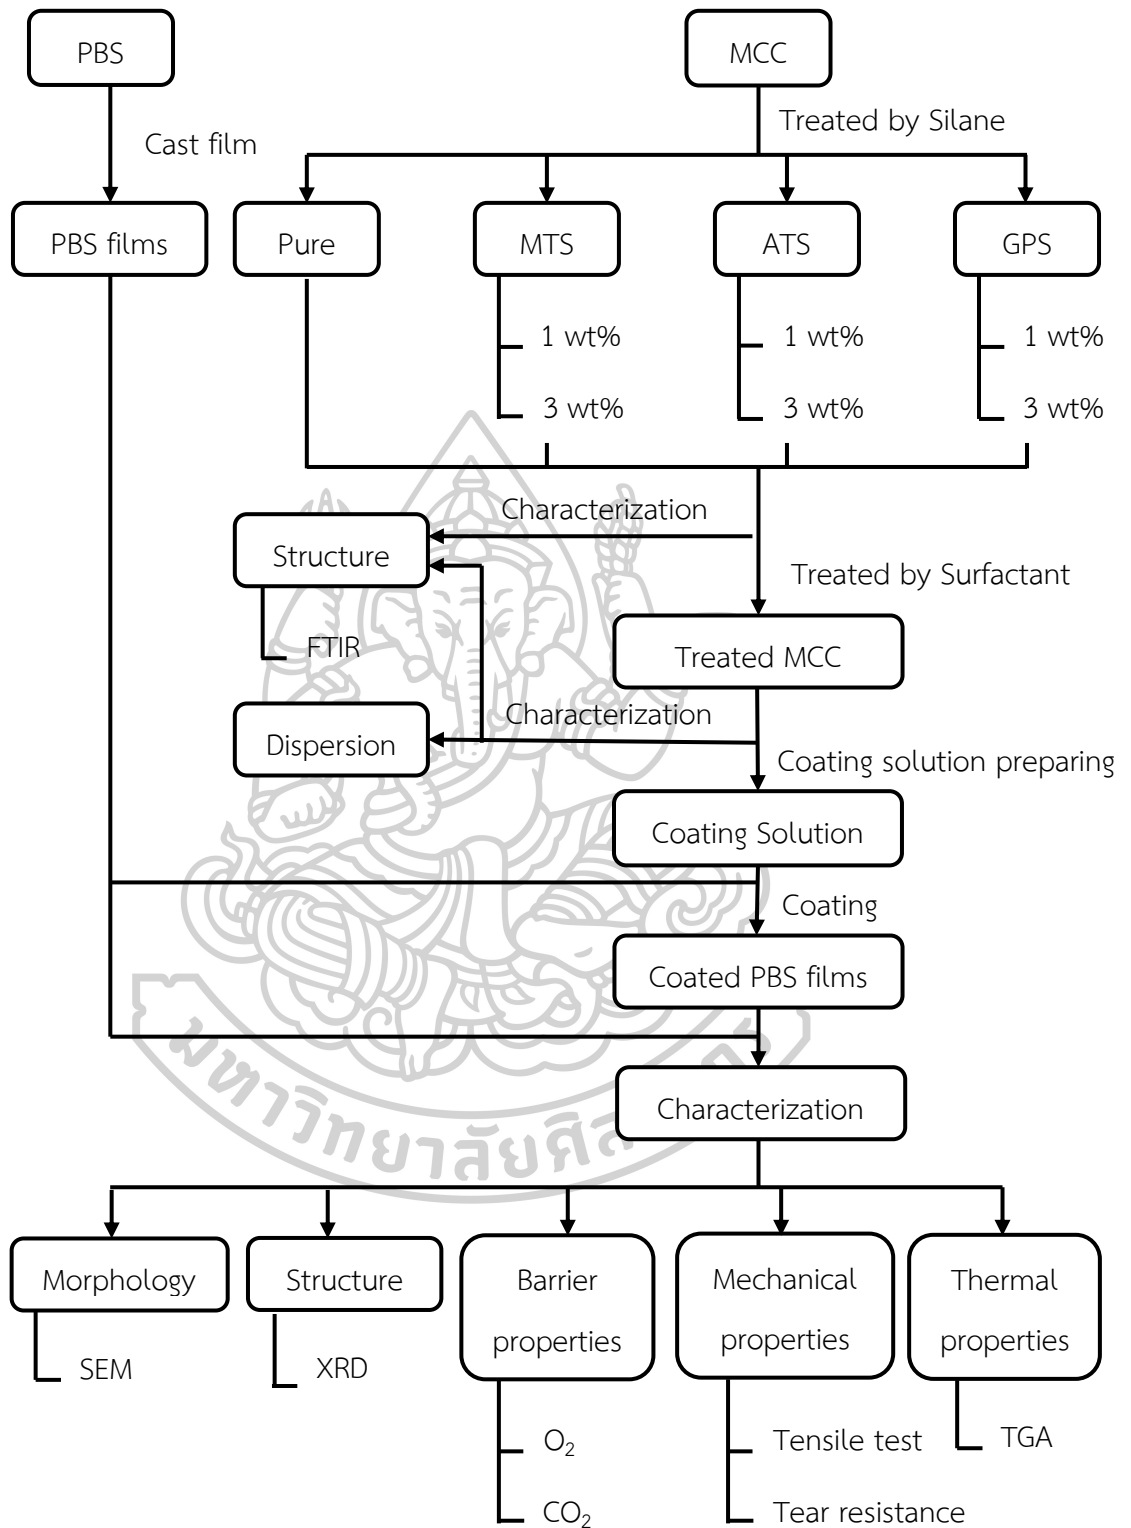 PBS
MCC
Treated by Silane
Cast film
PBS films
Pure
MTS
ATS
GPS
1 wt%
1 wt%
1 wt%
3 wt%
3 wt%
3 wt%
Characterization
Structure
Treated by Surfactant
FTIR
Treated MCC
Characterization
Dispersion
Coating solution preparing
Coating Solution
Coating
Coated PBS films
Characterization
มหาวิทยาลัยศิล
Morphology
Structure
Barrier
properties
Mechanical
properties
Thermal
properties
SEM
XRD
O₂
CO₂
Tensile test
Tear resistance
TGA